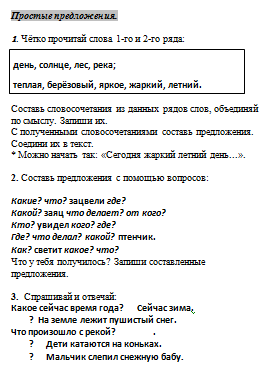 Простые предложения.
1. Чётко прочитай слова 1-го и 2-го ряда:
день, солнце, лес, река;
теплая, берёзовый, яркое, жаркий, летний.
Составь словосочетания из данных рядов слов, объединяй
по смыслу. Запиши их.
С полученными словосочетаниями составь предложения.
Соедини их в текст.
* Можно начать так: «Сегодня жаркий летний день…».
2. Составь предложения с помощью вопросов:
Какие? что? зацвели где?
Какой? заяц что делает? от кого?
Кто? увидел кого? где?
Где? что делал? какой? птенчик.
Как? светит какое? что?
Что у тебя получилось? Запиши составленные
предложения.
3. Спрашивай и отвечай:
Какое сейчас время года? Сейчас зима.
? На земле лежит пушистый снег.
Что произошло с рекой? .
? Дети катаются на коньках.
? Мальчик слепил снежную бабу.